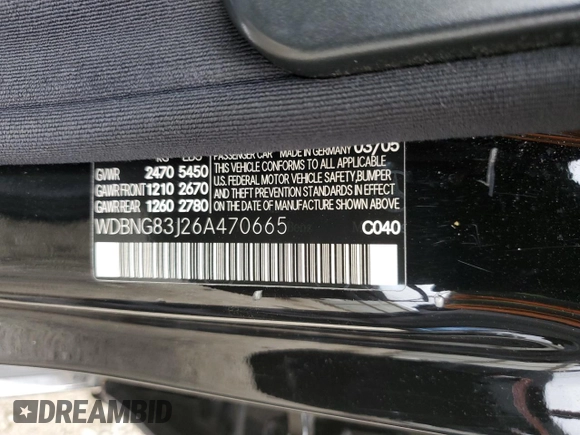 KG LBS
PASSENGER CAR MADE IN GERMANY 03/05
GVWR 2470 5450 THIS VEHICLE CONFORMS TO ALL APPLICABLE
GAWR FRONT 1210 2670 U.S. FEDERAL MOTOR VEHICLE SAFETY,BUMPER
AND THEFT PREVENTION STANDARDS IN EFFECT
GAWR REAR 1260 2780 ON THE DATE OF MANUFACTURE SHOWN ABOVE
WDBNG83J26A470665 C040
DREAMBID